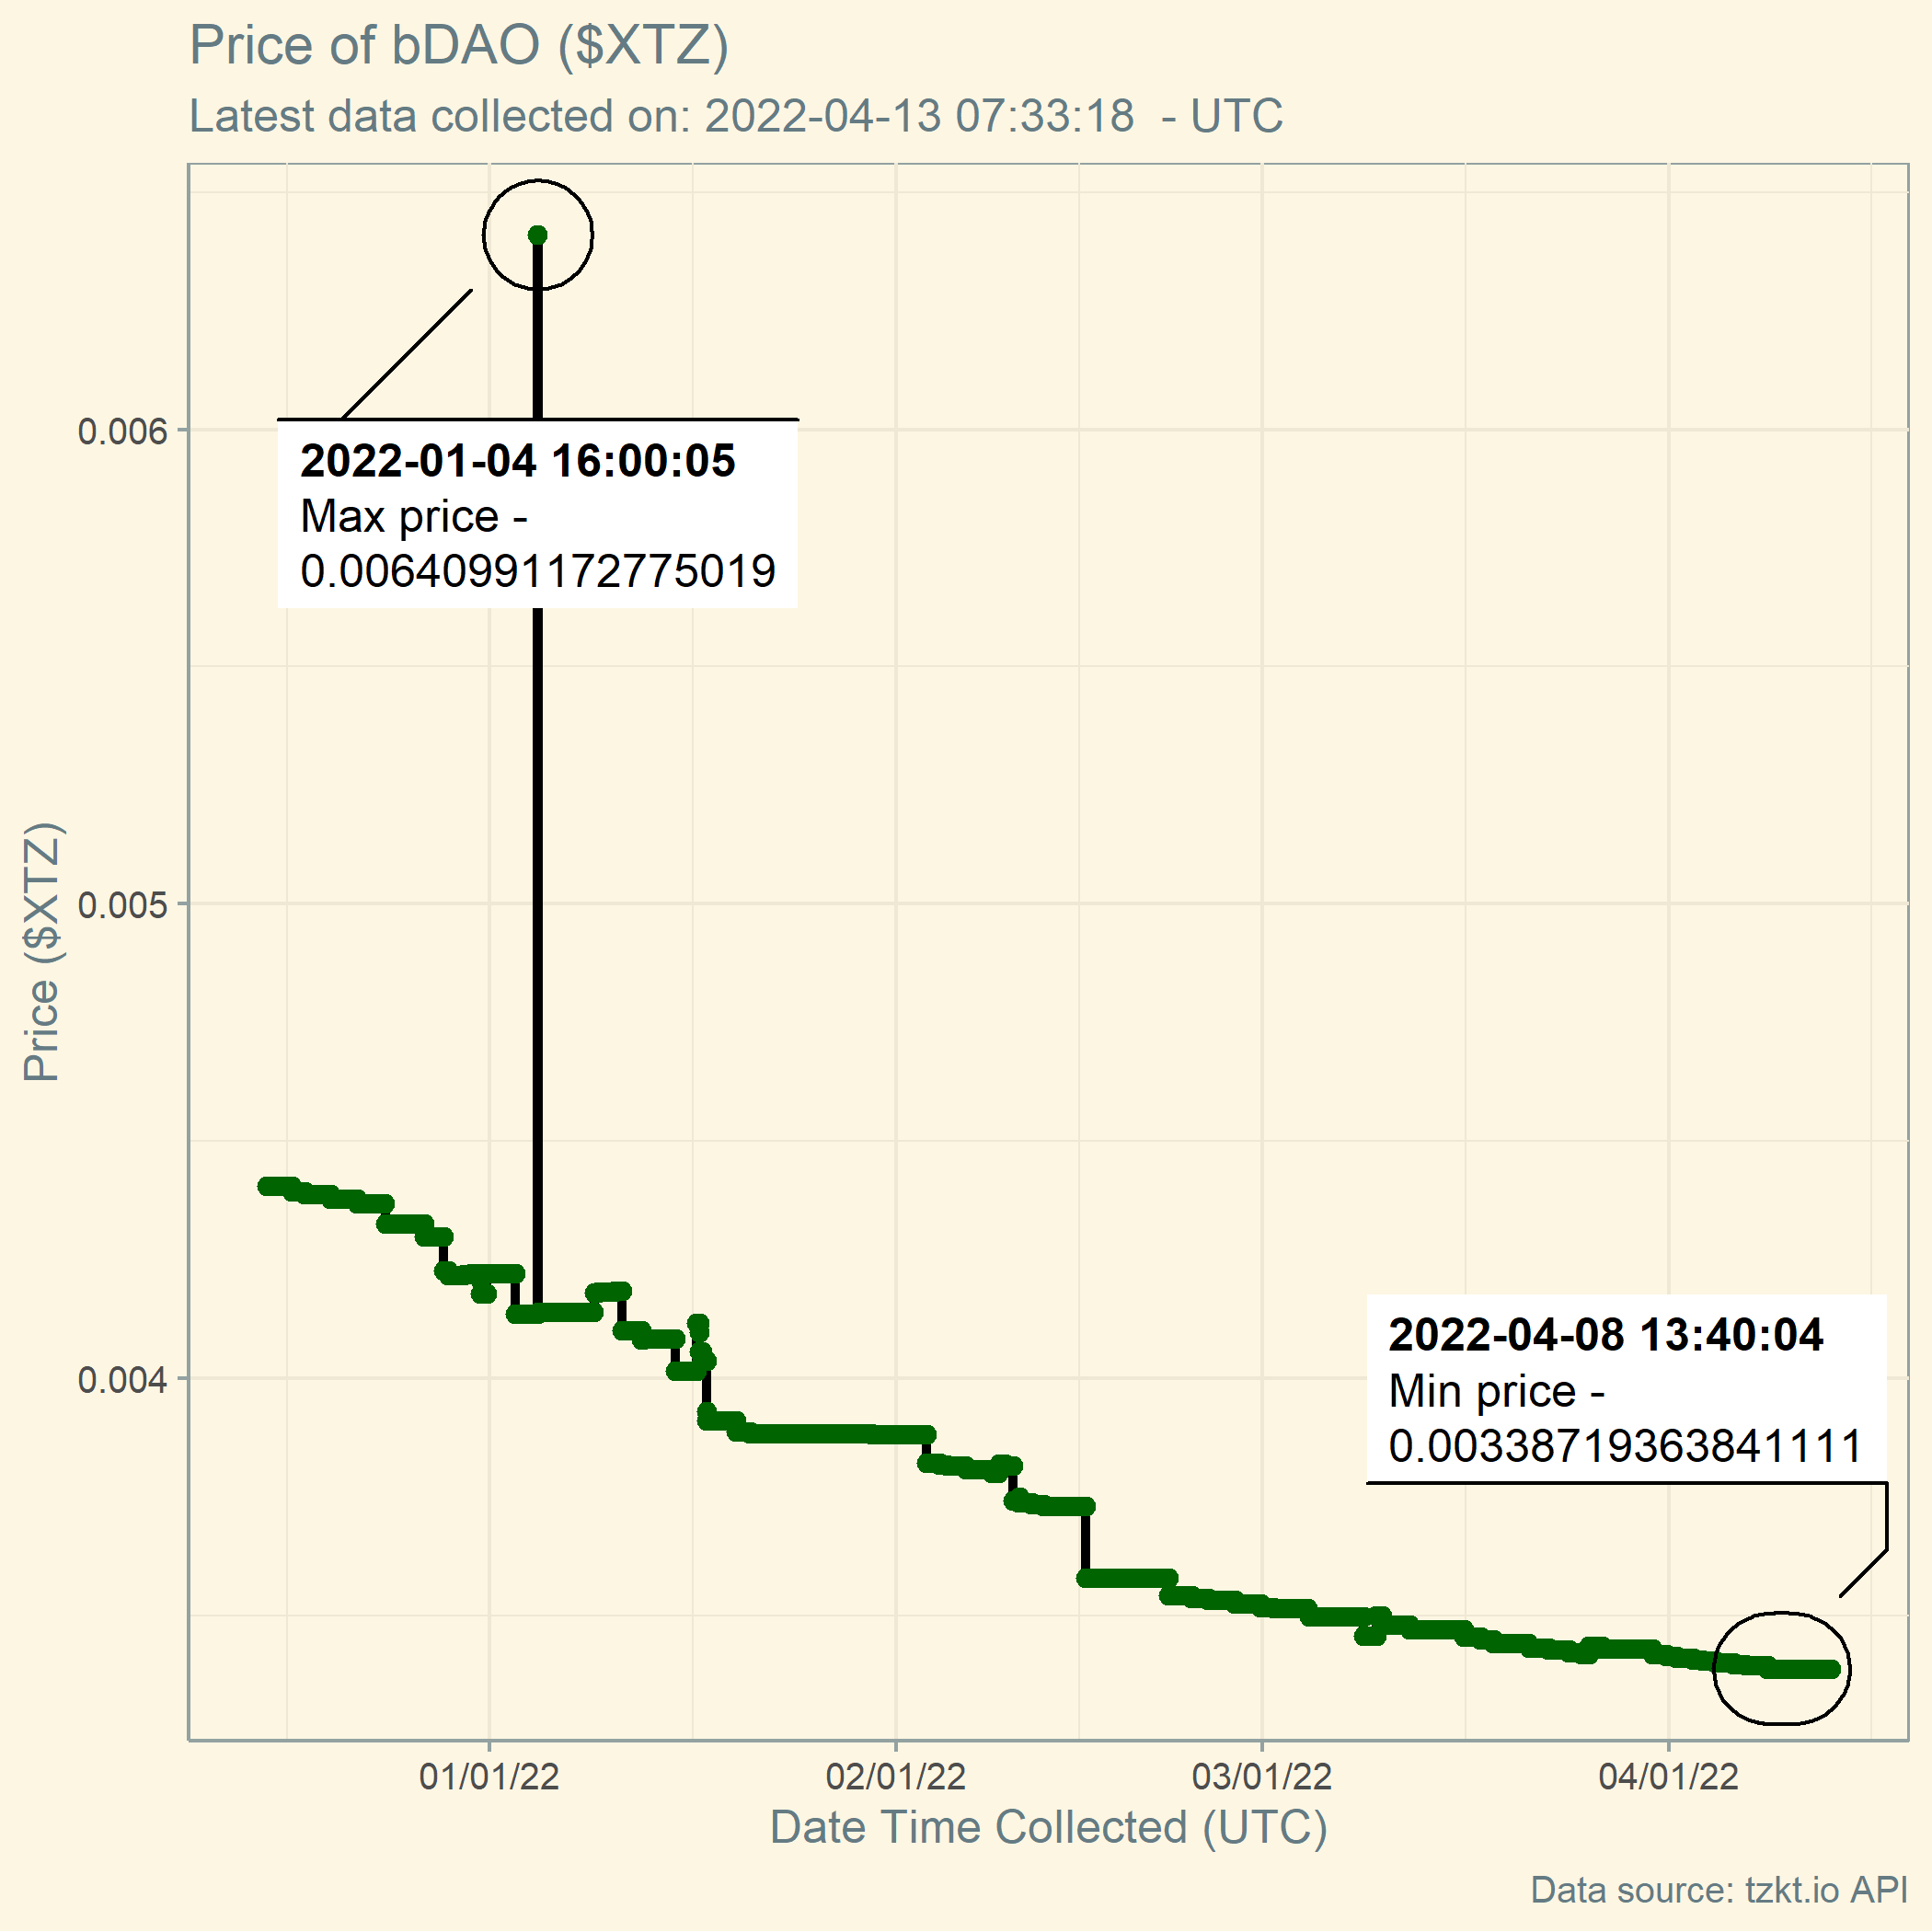 Price of bDAO ($XTZ)
Latest data collected on: 2022-04-13 07:33:18  - UTC
Price ($XTZ)
0.006
0.005
0.004
2022-01-04 16:00:05
Max price -
0.00640991172775019
2022-04-08 13:40:04
Min price -
0.00338719363841111
01/01/22
02/01/22
03/01/22
04/01/22
Date Time Collected (UTC)
Data source: tzkt.io API